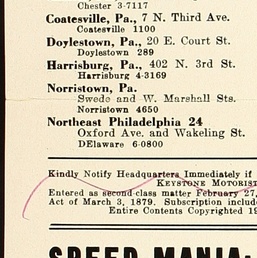 Chester 3-7117
Coatesville, Pa., 7 N. Third Ave.
Coatesville 1100
Doylestown, Pa., 20 E. Court St.
Doylestown 289
Harrisburg, Pa., 402 N. 3rd St.
Harrisburg 4-3169
Norristown, Pa.
Swede and W. Marshall Sts.
Norristown 4650
Northeast Philadelphia 24
Oxford Ave. and Wakeling St.
DElaware 6-0800
Kindly Notify Headquarters Immediately if
KEYSTONE MOTORIST
Entered as second-class matter February 27,
Act of March 3, 1879. Subscription include
Entire Contents Copyrighted 19
SPEED MANIA: